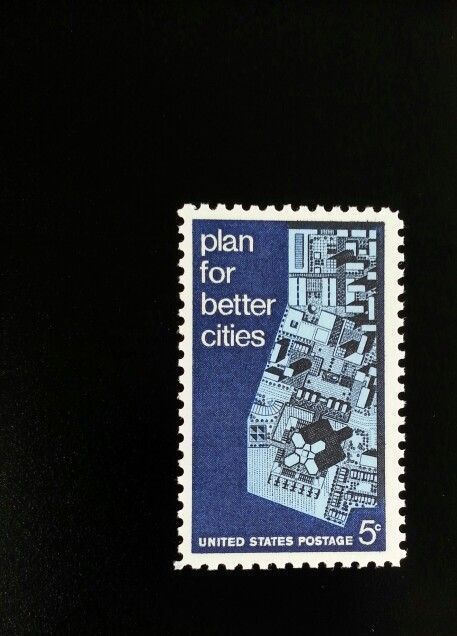 plan
for
better
cities
UNITED STATES POSTAGE 5c